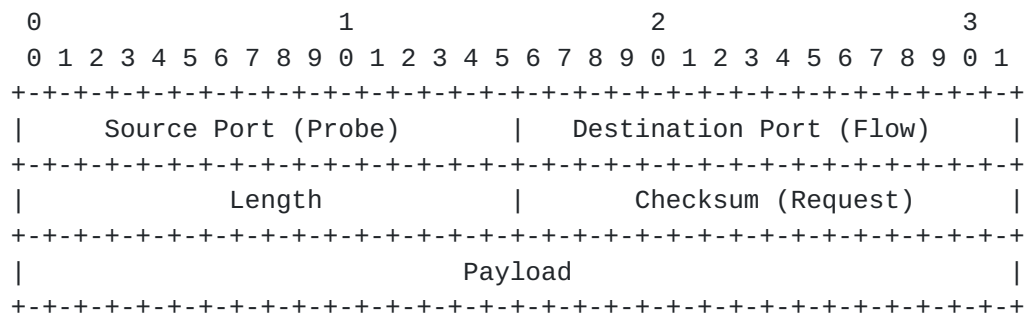 0                   1                   2                   3
 0 1 2 3 4 5 6 7 8 9 0 1 2 3 4 5 6 7 8 9 0 1 2 3 4 5 6 7 8 9 0 1
+-+-+-+-+-+-+-+-+-+-+-+-+-+-+-+-+-+-+-+-+-+-+-+-+-+-+-+-+-+-+-+-+
|     Source Port (Probe)       |   Destination Port (Flow)     |
+-+-+-+-+-+-+-+-+-+-+-+-+-+-+-+-+-+-+-+-+-+-+-+-+-+-+-+-+-+-+-+-+
|             Length            |       Checksum (Request)      |
+-+-+-+-+-+-+-+-+-+-+-+-+-+-+-+-+-+-+-+-+-+-+-+-+-+-+-+-+-+-+-+-+
|                            Payload                            |
+-+-+-+-+-+-+-+-+-+-+-+-+-+-+-+-+-+-+-+-+-+-+-+-+-+-+-+-+-+-+-+-+